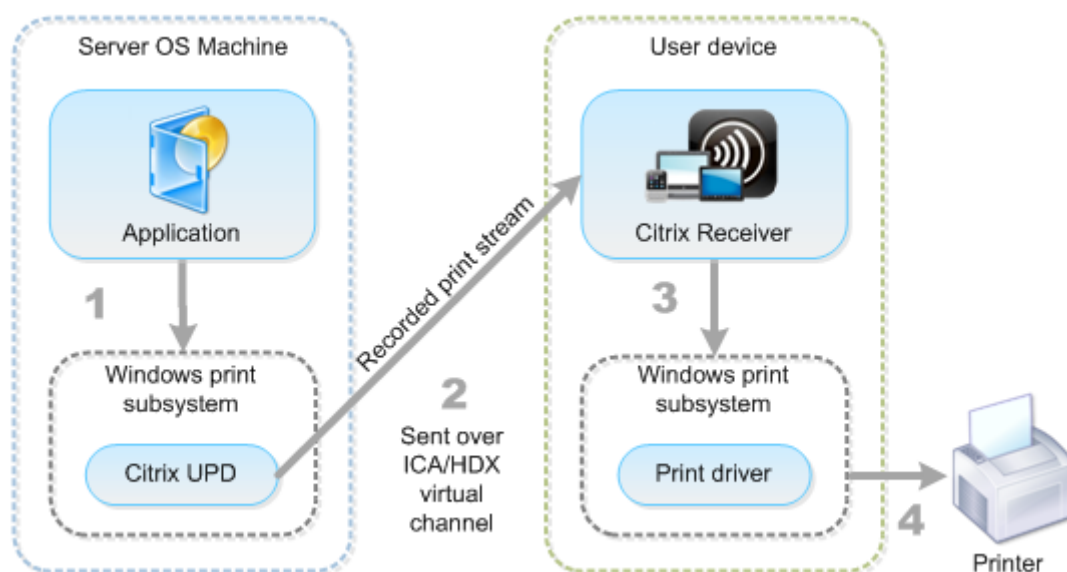 Server OS Machine
Application
1
Windows print
subsystem
Citrix UPD
Recorded print stream
2
Sent over
ICA/HDX
virtual
channel
User device
Citrix Receiver
3
Windows print
subsystem
Print driver
4
Printer